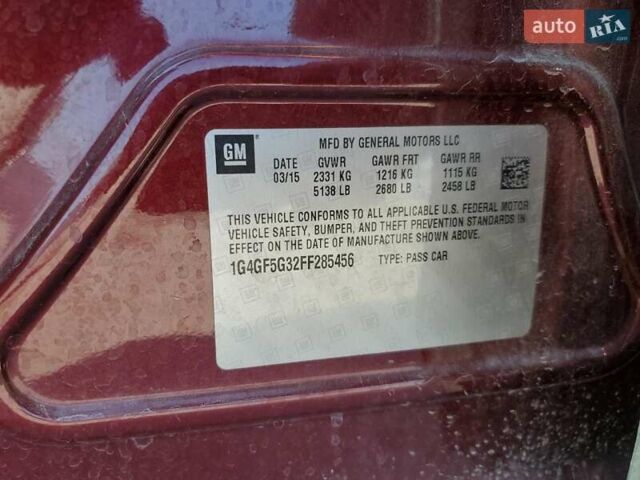 auto RIA
.com
GM
MFD BY GENERAL MOTORS LLC
DATE GVWR GAWR FRT GAWR RR
03/15 2331 KG 1216 KG 1115 KG
5138 LB 2680 LB 2458 LB
THIS VEHICLE CONFORMS TO ALL APPLICABLE U.S. FEDERAL MOTOR
VEHICLE SAFETY, BUMPER, AND THEFT PREVENTION STANDARDS IN
EFFECT ON THE DATE OF MANUFACTURE SHOWN ABOVE.
1G4GF5G32FF285456 TYPE: PASS CAR